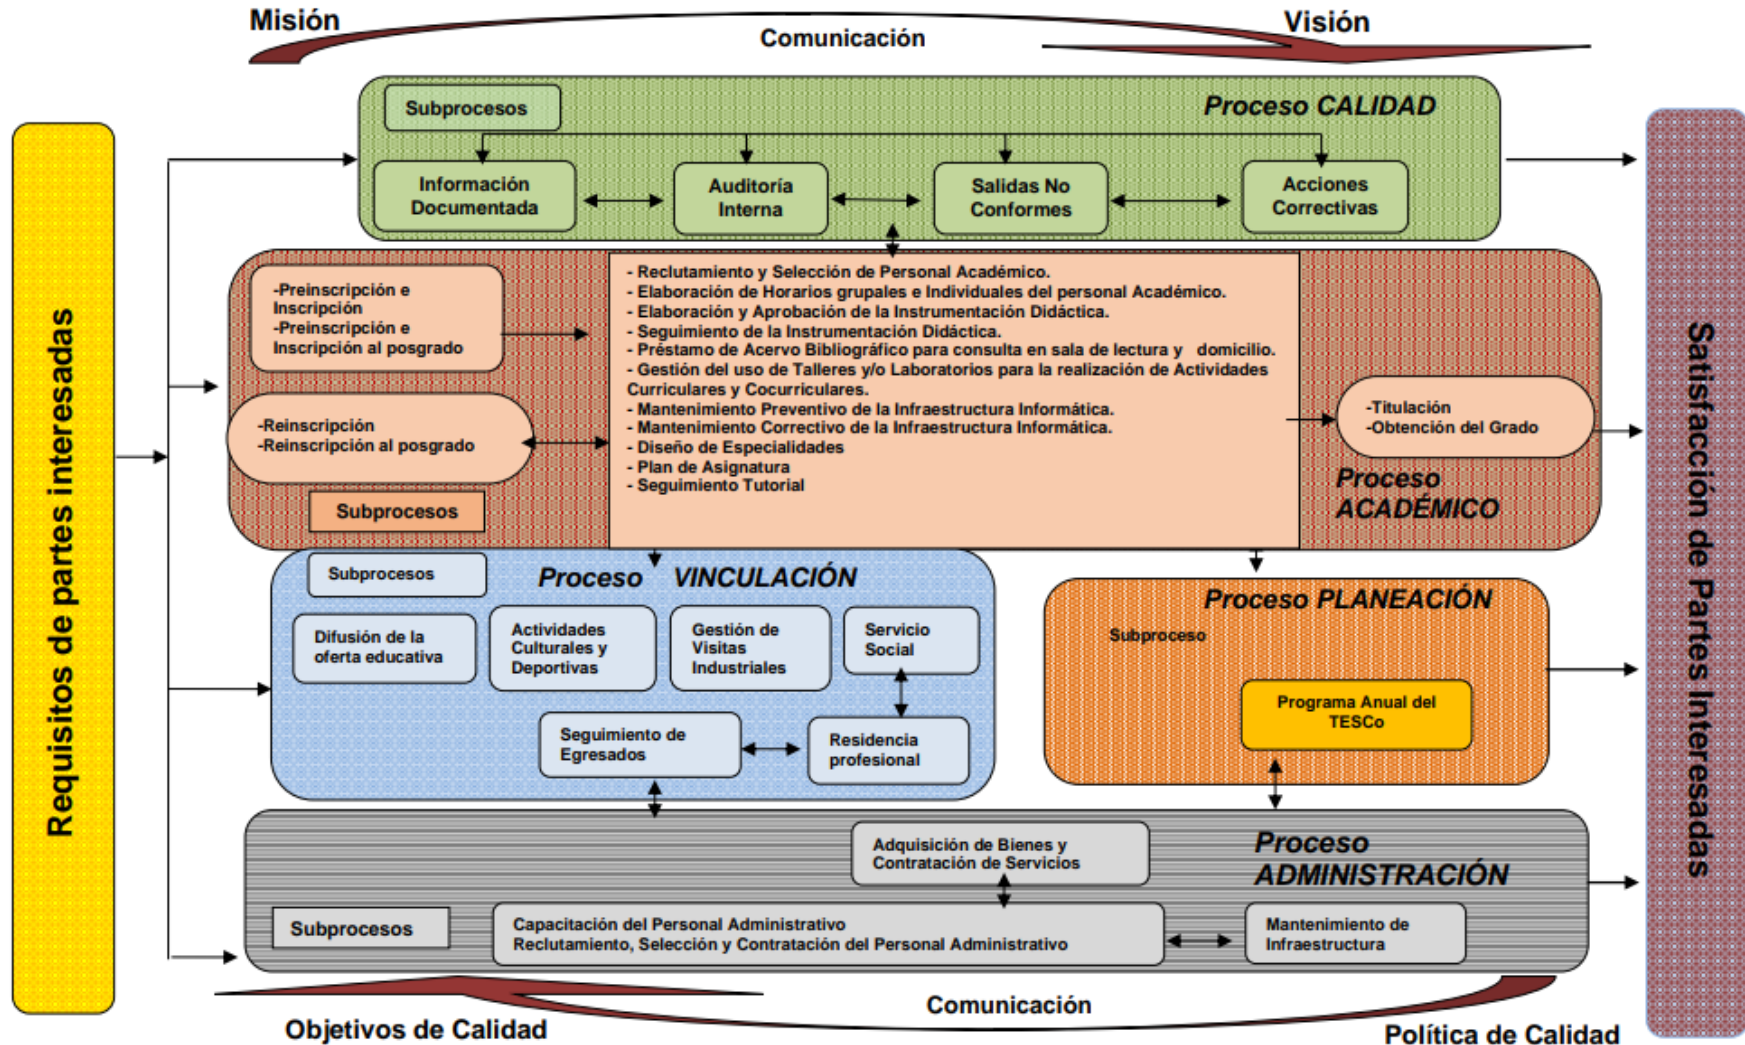 Misión
Comunicación
Visión
Requisitos de partes interesadas
Subprocesos
Proceso CALIDAD
Información
Documentada
Auditoría
Interna
Salidas No
Conformes
Acciones
Correctivas
-Preinscripción e
Inscripción
-Preinscripción e
Inscripción al posgrado
-Reinscripción
-Reinscripción al posgrado
Subprocesos
- Reclutamiento y Selección de Personal Académico.
- Elaboración de Horarios grupales e Individuales del personal Académico.
- Elaboración y Aprobación de la Instrumentación Didáctica.
- Seguimiento de la Instrumentación Didáctica.
- Préstamo de Acervo Bibliográfico para consulta en sala de lectura y domicilio.
- Gestión del uso de Talleres y/o Laboratorios para la realización de Actividades
Curriculares y Cocurriculares.
- Mantenimiento Preventivo de la Infraestructura Informática.
- Mantenimiento Correctivo de la Infraestructura Informática.
- Diseño de Especialidades
- Plan de Asignatura
- Seguimiento Tutorial
-Titulación
-Obtención del Grado
Proceso
ACADÉMICO
Subprocesos
Proceso VINCULACIÓN
Difusión de la
oferta educativa
Actividades
Culturales y
Deportivas
Gestión de
Visitas
Industriales
Servicio
Social
Seguimiento de
Egresados
Residencia
profesional
Proceso PLANEACIÓN
Subproceso
Programa Anual del
TESCo
Adquisición de Bienes y
Contratación de Servicios
Proceso
ADMINISTRACIÓN
Subprocesos
Capacitación del Personal Administrativo
Reclutamiento, Selección y Contratación del Personal Administrativo
Mantenimiento de
Infraestructura
Satisfacción de Partes Interesadas
Comunicación
Objetivos de Calidad
Política de Calidad